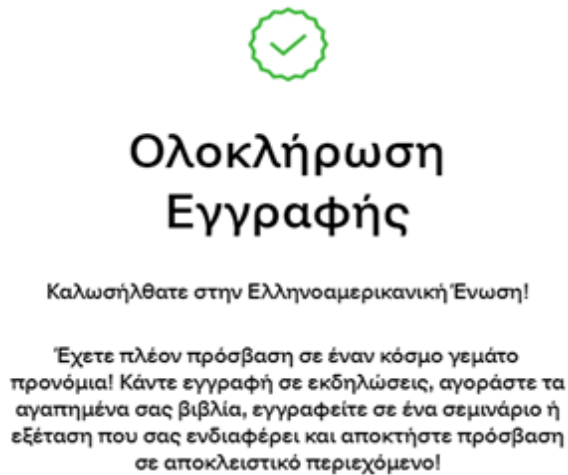 Ολοκλήρωση
Εγγραφής
Καλωσήλθατε στην Ελληνοαμερικανική Ένωση!
Έχετε πλέον πρόσβαση σε έναν κόσμο γεμάτο
προνόμια! Κάντε εγγραφή σε εκδηλώσεις, αγοράστε τα
αγαπημένα σας βιβλία, εγγραφείτε σε ένα σεμινάριο ή
εξέταση που σας ενδιαφέρει και αποκτήστε πρόσβαση
σε αποκλειστικό περιεχόμενο!